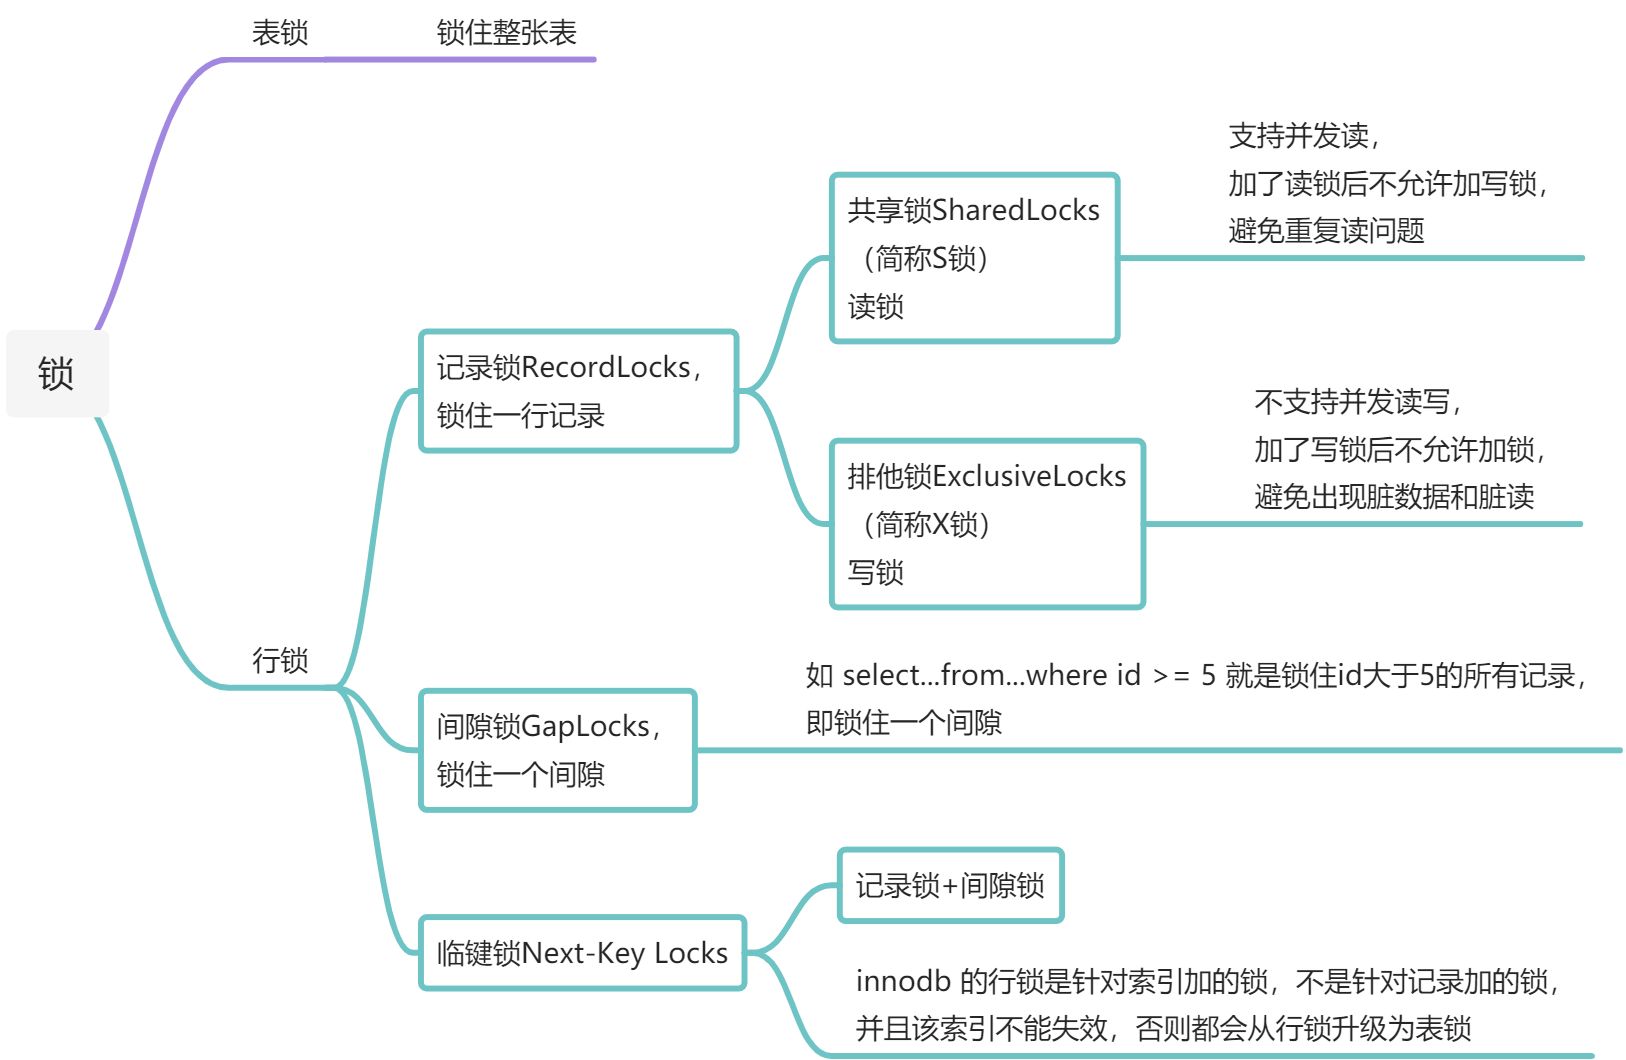 锁
表锁
锁住整张表
行锁
记录锁RecordLocks，
锁住一行记录
共享锁SharedLocks
（简称S锁）
读锁
支持并发读，
加了读锁后不允许加写锁，
避免重复读问题
排他锁ExclusiveLocks
（简称X锁）
写锁
不支持并发读写，
加了写锁后不允许加锁，
避免出现脏数据和脏读
间隙锁GapLocks，
锁住一个间隙
如 select...from...where id >= 5 就是锁住id大于5的所有记录，
即锁住一个间隙
临键锁Next-Key Locks
记录锁+间隙锁
innodb 的行锁是针对索引加的锁，不是针对记录加的锁，
并且该索引不能失效，否则都会从行锁升级为表锁